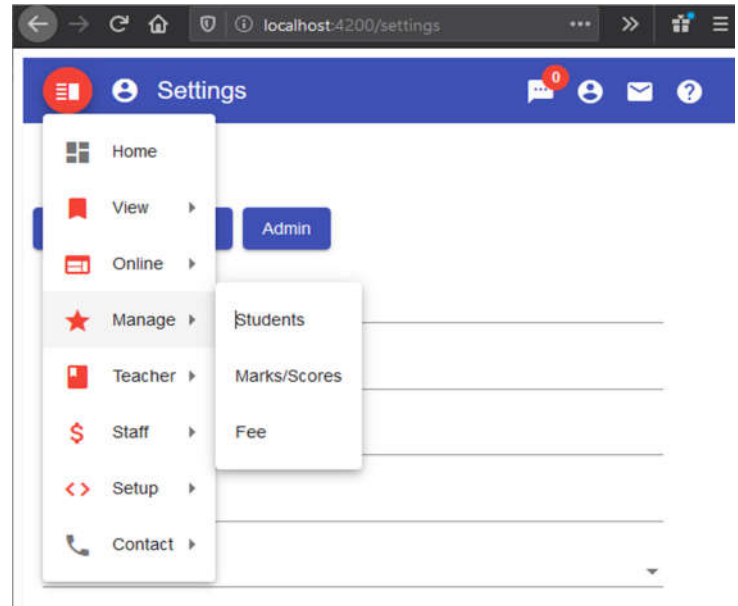 localhost:4200/settings
Settings
0
Home
View
Admin
Online
Manage
Students
Teacher
Marks/Scores
Staff
Fee
Setup
Contact